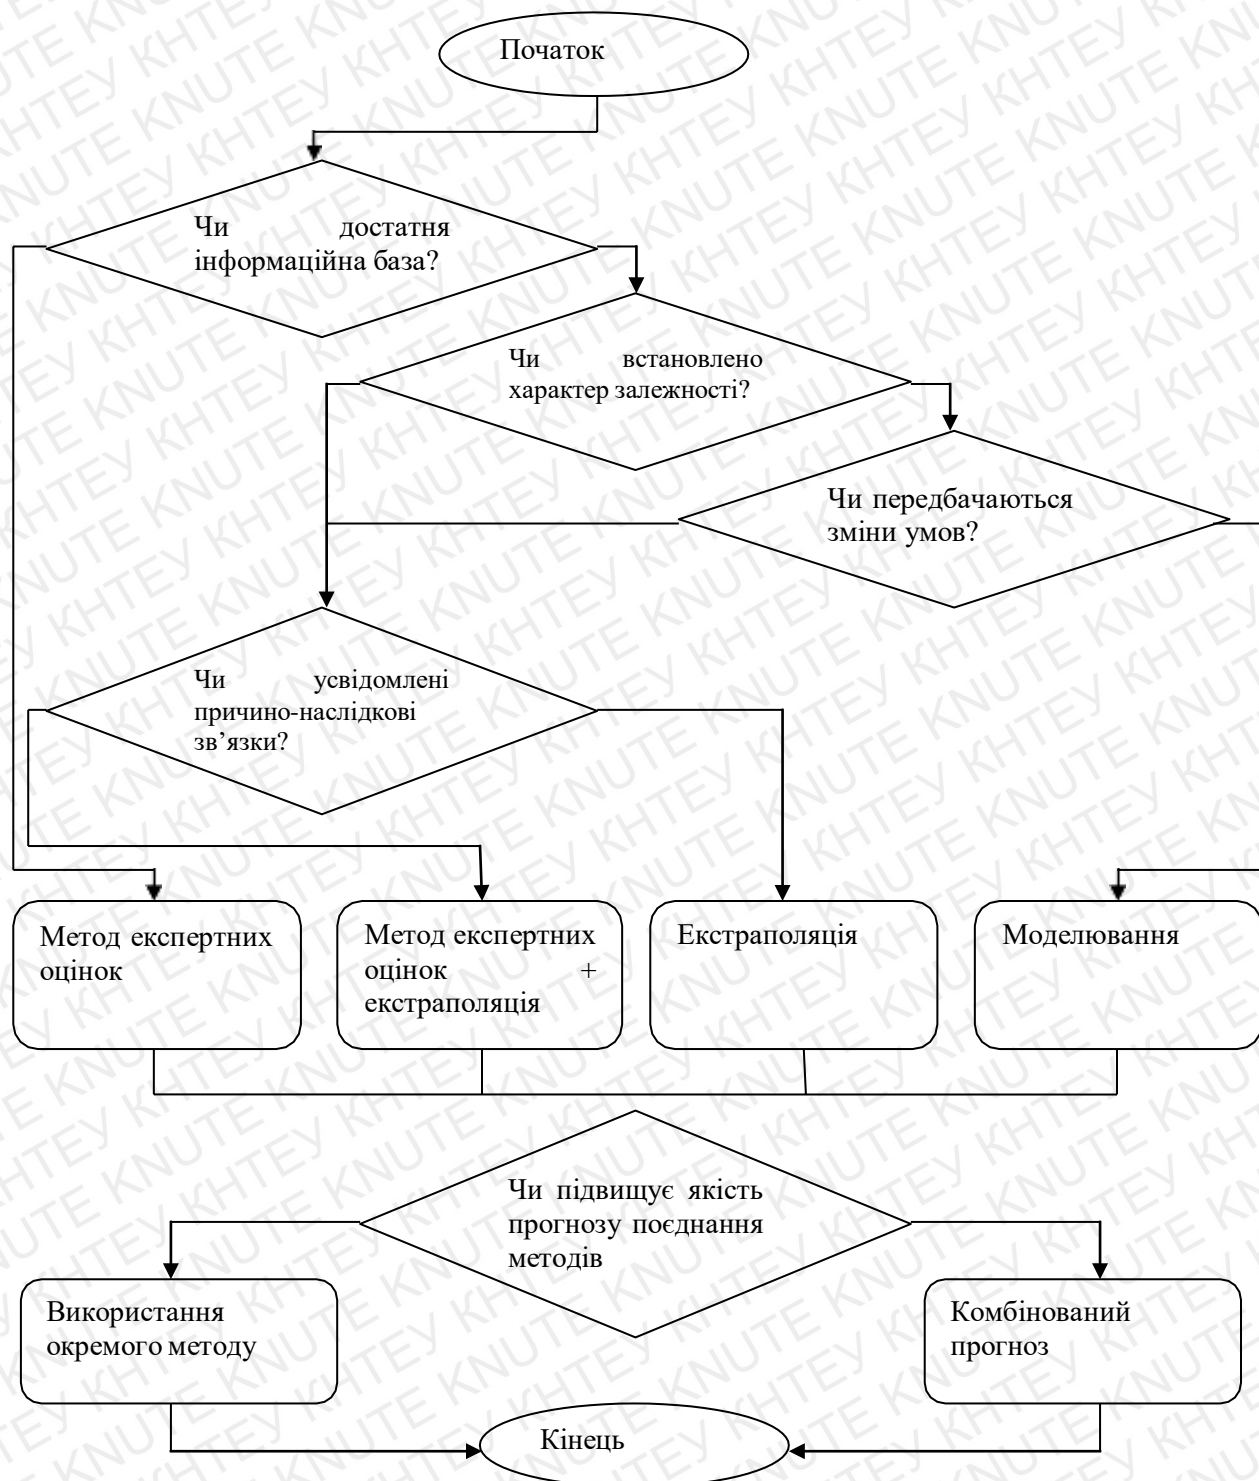 Початок
Чи достатня
інформаційна база?
Чи встановлено
характер залежності?
Чи передбачаються
зміни умов?
Чи усвідомлені
причино-наслідкові
зв’язки?
Метод експертних
оцінок
Метод експертних
оцінок +
екстраполяція
Екстраполяція
Моделювання
Чи підвищує якість
прогнозу поєднання
методів
Використання
окремого методу
Комбінований
прогноз
Кінець